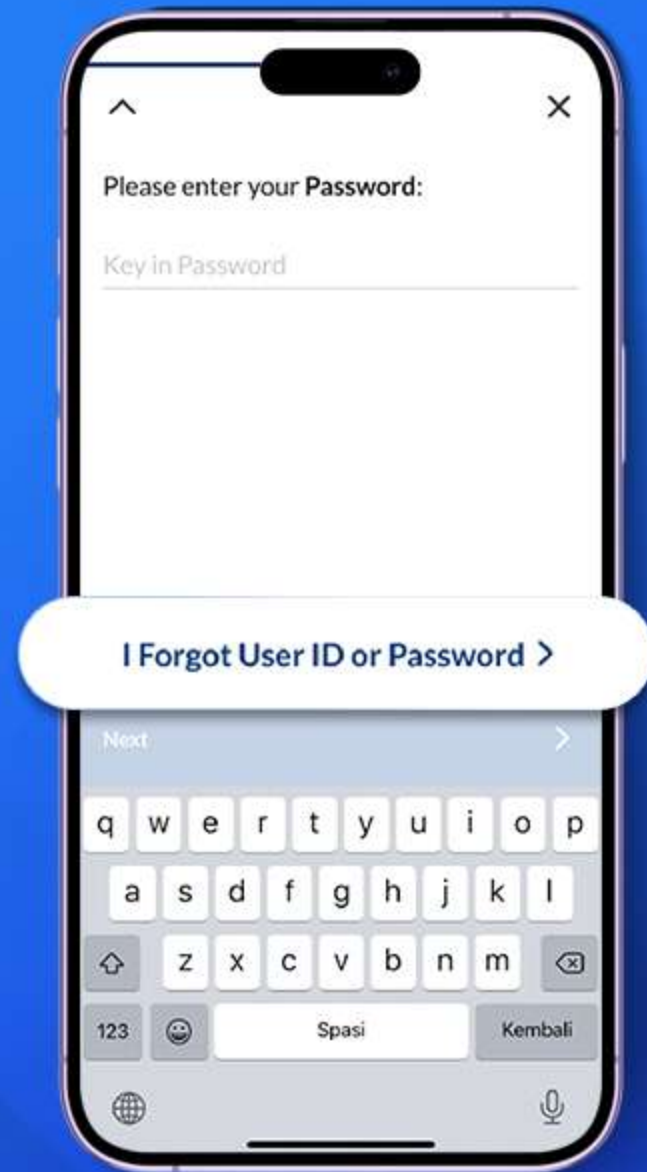 Please enter your Password:
Key in Password
I Forgot User ID or Password >
Next >
q w e r t y u i o p
a s d f g h j k l
z x c v b n m
123 Spasi Kembali